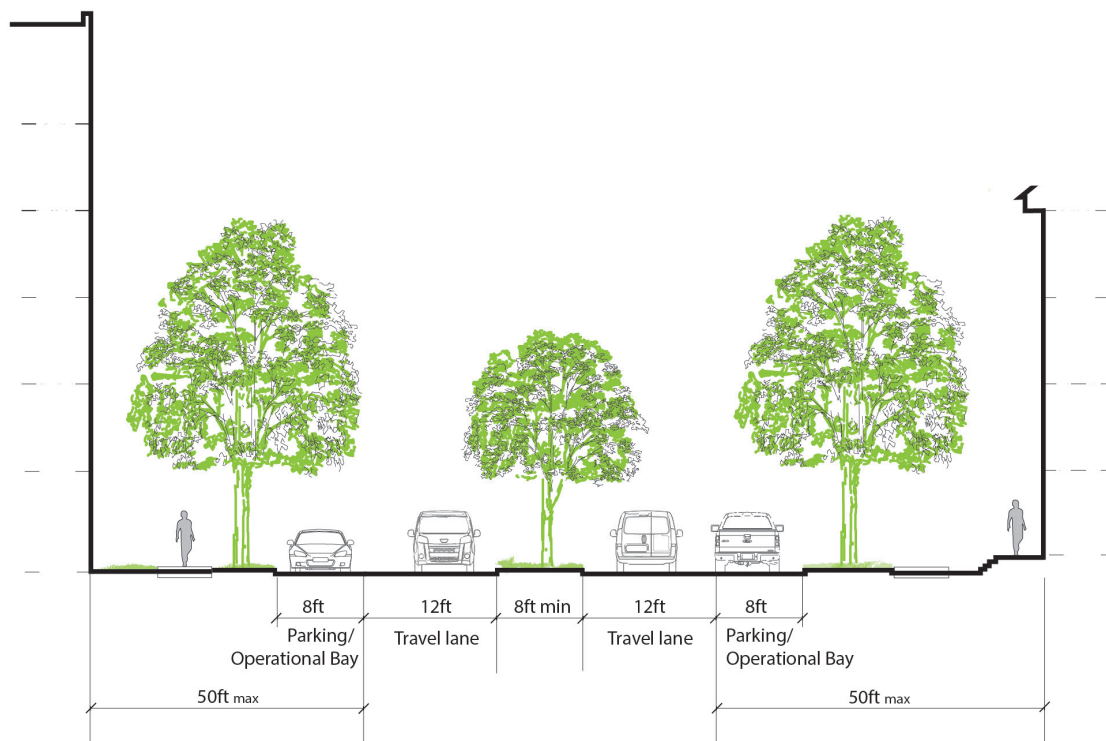 8ft
12ft
8ft min
12ft
8ft
Parking/
Operational Bay
Travel lane
Travel lane
Parking/
Operational Bay
50ft max
50ft max